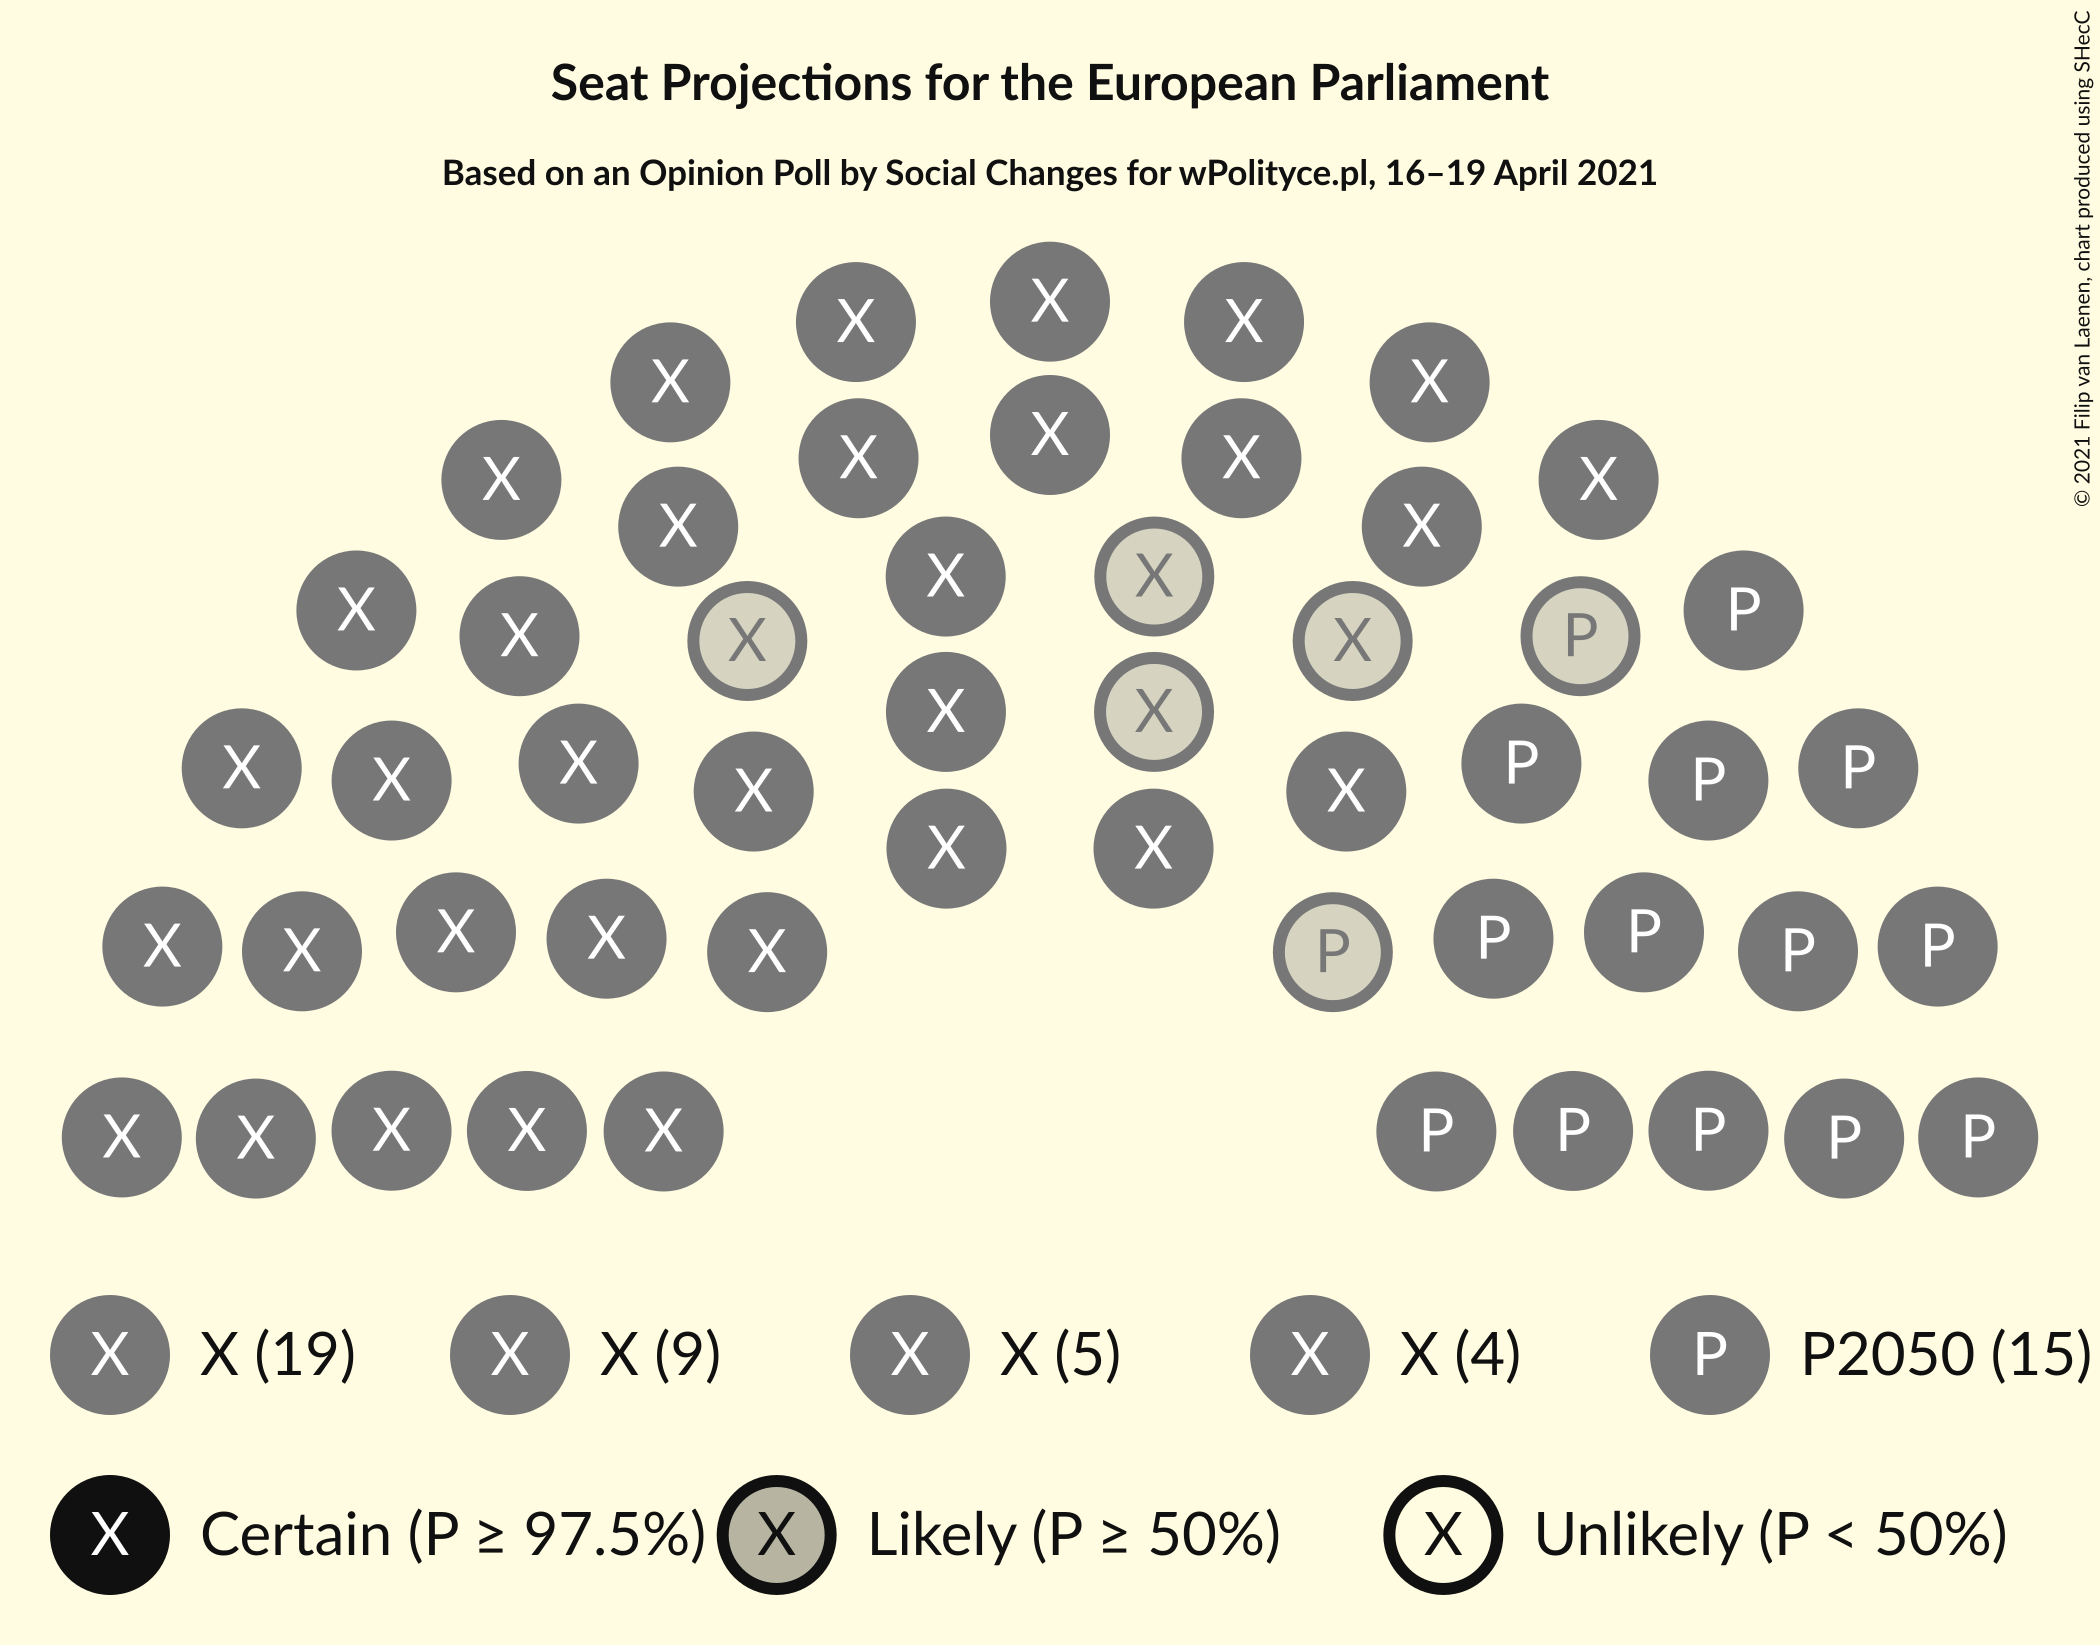 Seat Projections for the European Parliament
Based on an Opinion Poll by Social Changes for wPolityce.pl, 16–19 April 2021
© 2021 Filip van Laenen, chart produced using SHecC
X
X X
X X
X
X X X
X X
X X
X X
X X X P P
X X
X X X P P P
X X
X X
X X X X X P P P P P
X X X X X P P P P P
X X (19) X X (9) X X (5) X X (4) P P2050 (15)
X Certain (P ≥ 97.5%) X Likely (P ≥ 50%) X Unlikely (P < 50%)